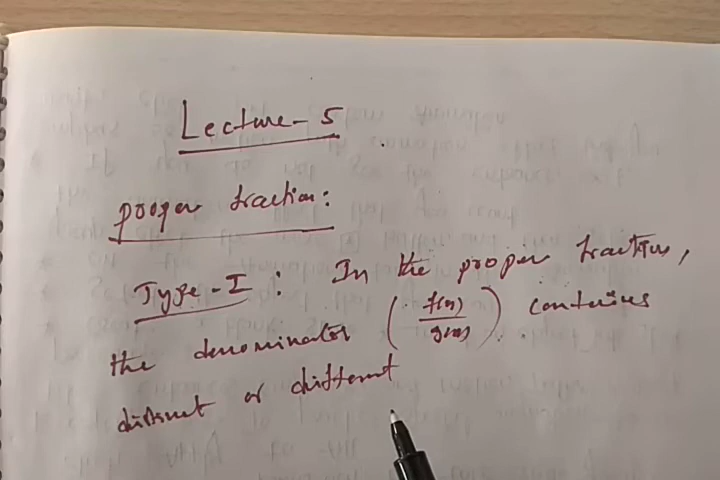 Lecture-5
proper fraction:
Type-I : In the proper fraction,
the denominator (f(x)/g(x)) contains
distinct or different